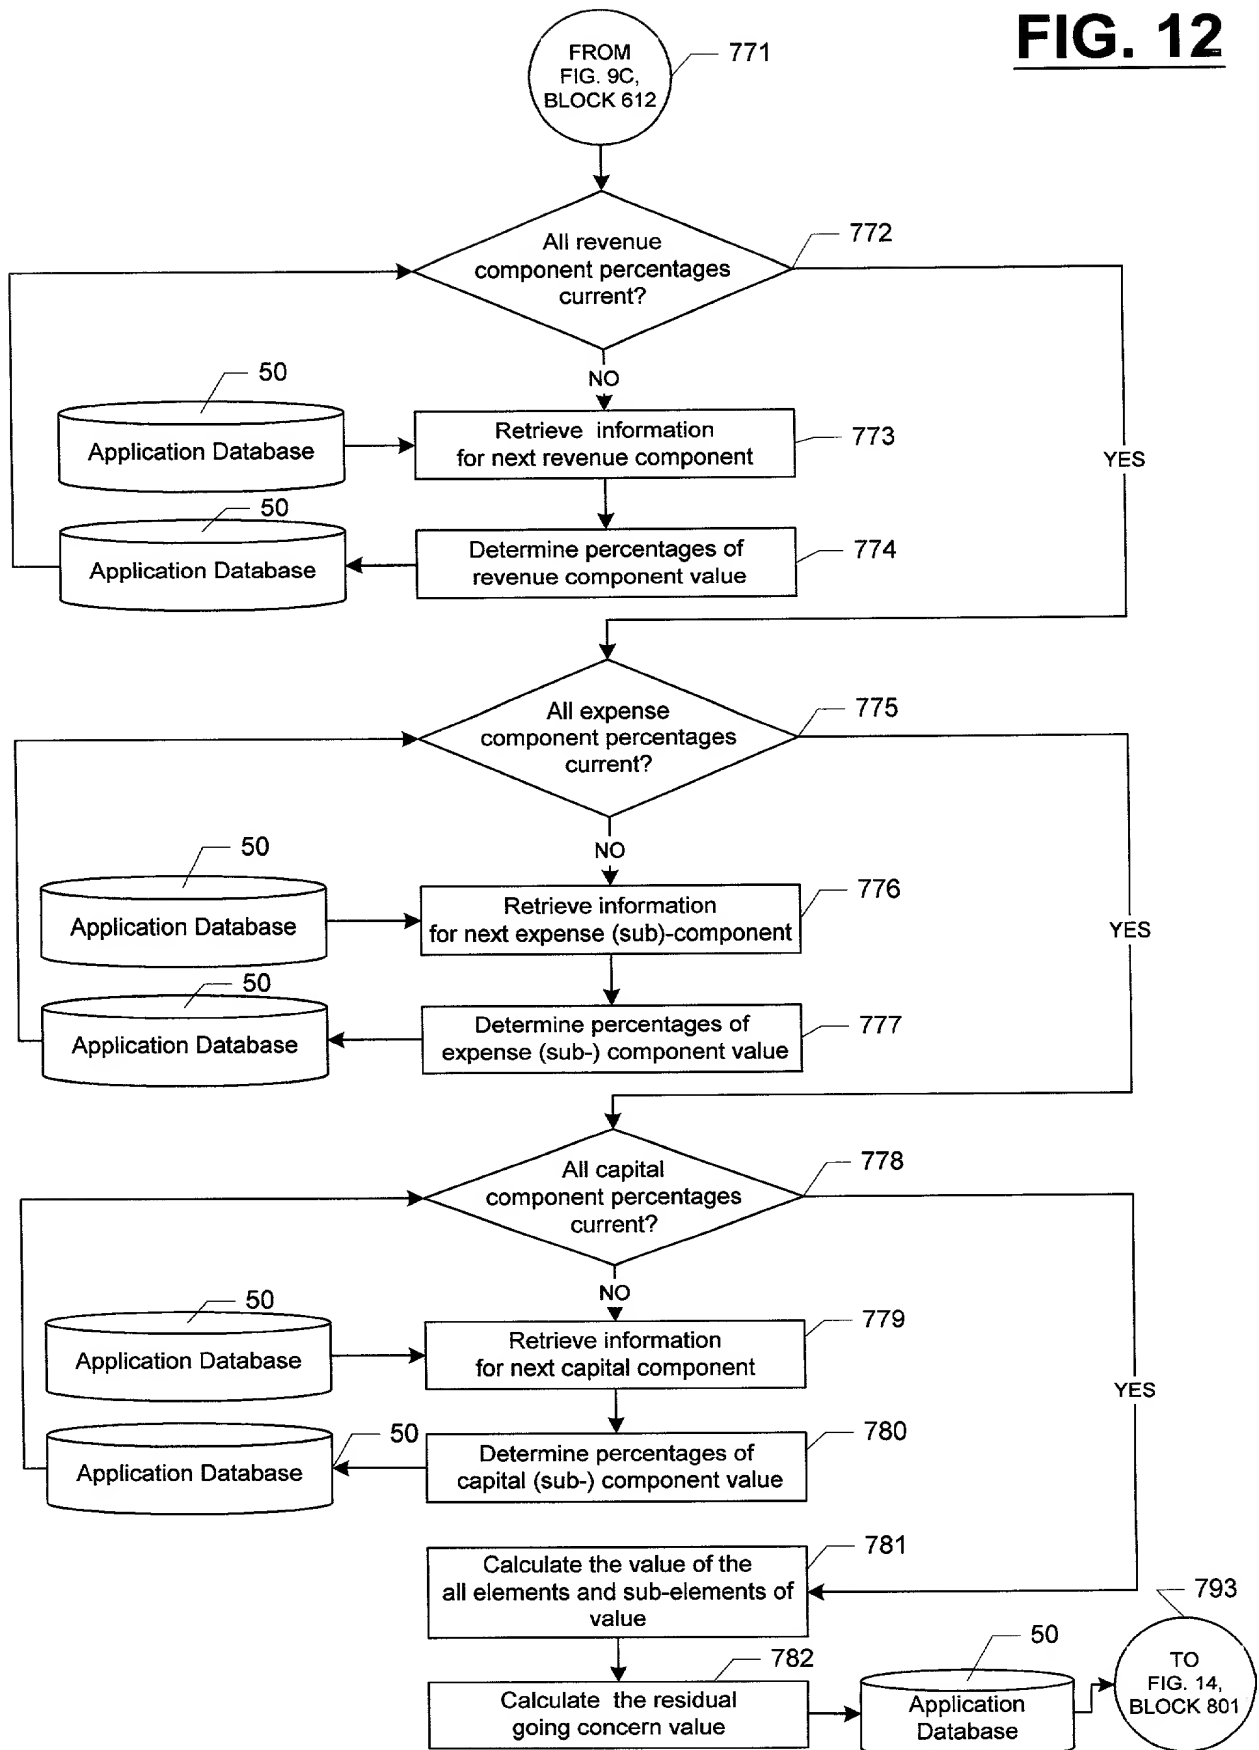 FIG. 12
FROM
FIG. 9C,
BLOCK 612
771
All revenue
component percentages
current?
772
NO
YES
50
Application Database
Retrieve information
for next revenue component
773
50
Application Database
Determine percentages of
revenue component value
774
All expense
component percentages
current?
775
NO
YES
50
Application Database
Retrieve information
for next expense (sub)-component
776
50
Application Database
Determine percentages of
expense (sub-) component value
777
All capital
component percentages
current?
778
NO
YES
50
Application Database
Retrieve information
for next capital component
779
50
Application Database
Determine percentages of
capital (sub-) component value
780
Calculate the value of the
all elements and sub-elements of
value
781
Calculate the residual
going concern value
782
50
Application
Database
793
TO
FIG. 14,
BLOCK 801